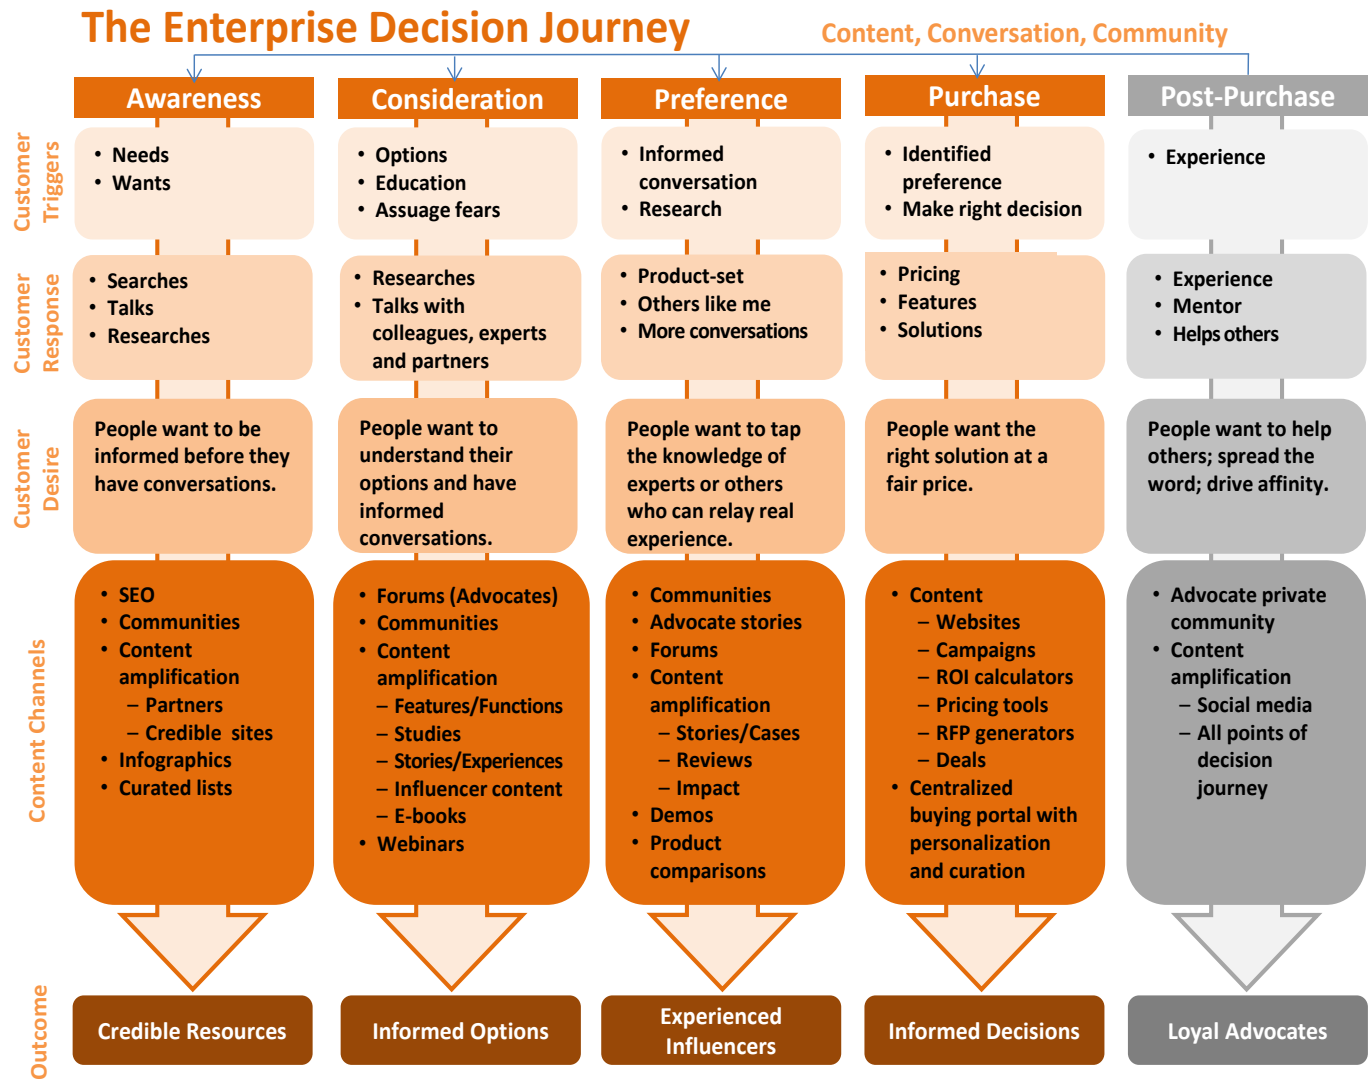 The Enterprise Decision Journey
Content, Conversation, Community
Awareness
Consideration
Preference
Purchase
Post-Purchase
Customer
Triggers
• Needs
• Wants
• Options
• Education
• Assuage fears
• Informed
conversation
• Research
• Identified
preference
• Make right decision
• Experience
Customer
Response
• Searches
• Talks
• Researches
• Researches
• Talks with
colleagues, experts
and partners
• Product-set
• Others like me
• More conversations
• Pricing
• Features
• Solutions
• Experience
• Mentor
• Helps others
Customer
Desire
People want to be
informed before they
have conversations.
People want to
understand their
options and have
informed
conversations.
People want to tap
the knowledge of
experts or others
who can relay real
experience.
People want the
right solution at a
fair price.
People want to help
others; spread the
word; drive affinity.
Content Channels
• SEO
• Communities
• Content
amplification
– Partners
– Credible sites
• Infographics
• Curated lists
• Forums (Advocates)
• Communities
• Content
amplification
– Features/Functions
– Studies
– Stories/Experiences
– Influencer content
– E-books
• Webinars
• Communities
• Advocate stories
• Forums
• Content
amplification
– Stories/Cases
– Reviews
– Impact
• Demos
• Product
comparisons
• Content
– Websites
– Campaigns
– ROI calculators
– Pricing tools
– RFP generators
– Deals
• Centralized
buying portal with
personalization
and curation
• Advocate private
community
• Content
amplification
– Social media
– All points of
decision
journey
Outcome
Credible Resources
Informed Options
Experienced
Influencers
Informed Decisions
Loyal Advocates